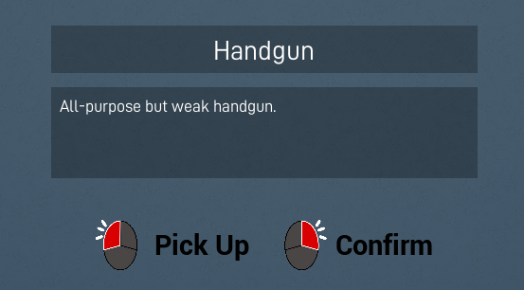 Handgun
All-purpose but weak handgun.
Pick Up Confirm